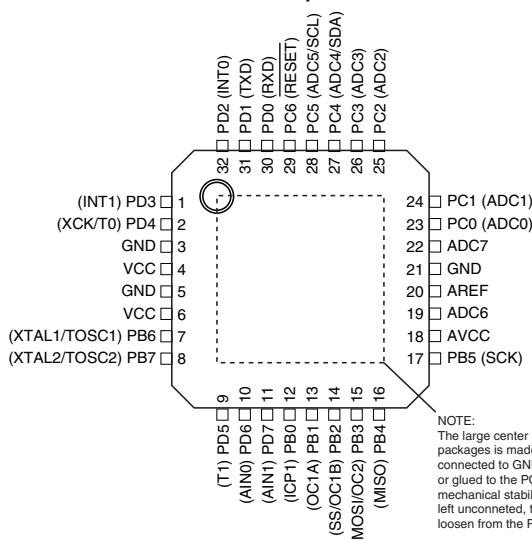 32 PD2 (INT0)
31 PD1 (TXD)
30 PD0 (RXD)
29 PC6 (RESET)
28 PC5 (ADC5/SCL)
27 PC4 (ADC4/SDA)
26 PC3 (ADC3)
25 PC2 (ADC2)
(INT1) PD3 1
(XCK/T0) PD4 2
GND 3
VCC 4
GND 5
VCC 6
(XTAL1/TOSC1) PB6 7
(XTAL2/TOSC2) PB7 8
24 PC1 (ADC1)
23 PC0 (ADC0)
22 ADC7
21 GND
20 AREF
19 ADC6
18 AVCC
17 PB5 (SCK)
(T1) PD5 9
(AIN0) PD6 10
(AIN1) PD7 11
(ICP1) PB0 12
(OC1A) PB1 13
(SS/OC1B) PB2 14
MOSI/OC2) PB3 15
(MISO) PB4 16
NOTE:
The large center
packages is made
connected to GN
or glued to the PC
mechanical stabil
left unconneted, t
loosen from the P